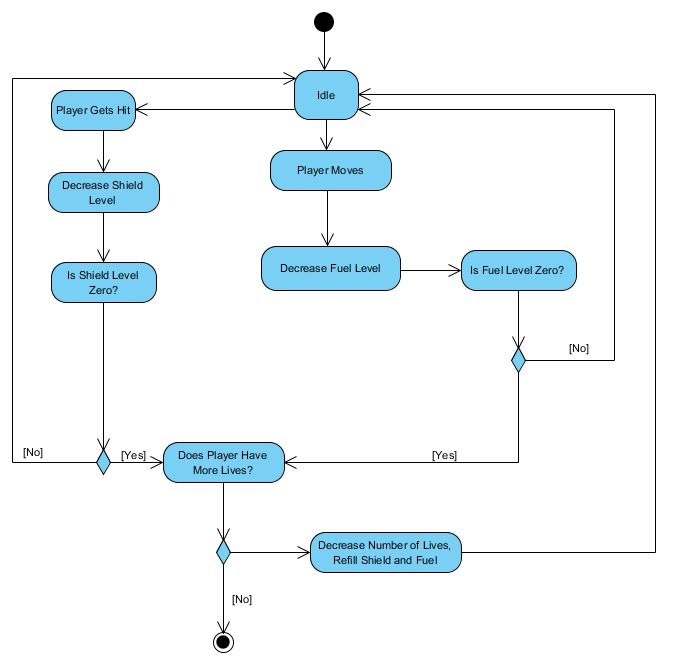 Idle
Player Gets Hit
Player Moves
Decrease Shield
Level
Decrease Fuel Level
Is Fuel Level Zero?
Is Shield Level
Zero?
[No]
[No]
[Yes]
Does Player Have
More Lives?
[Yes]
Decrease Number of Lives,
Refill Shield and Fuel
[No]